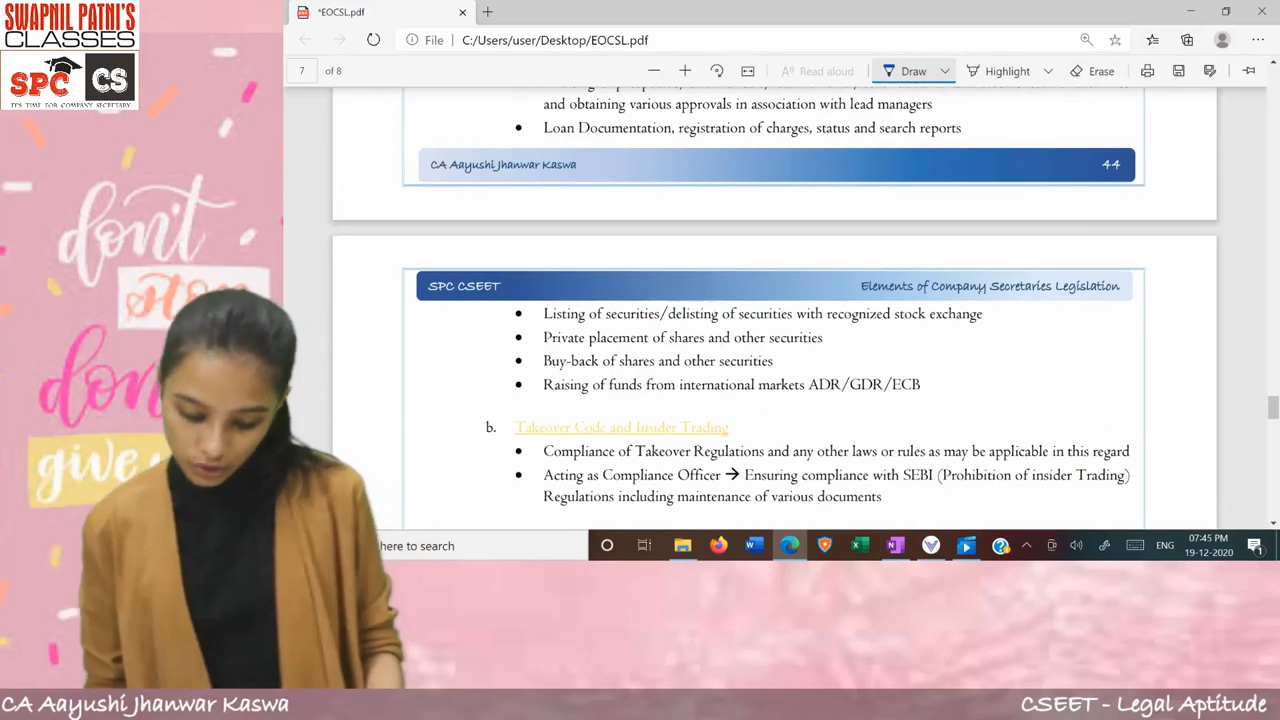 SWAPNIL PATNI'S
CLASSES
SPC CS
IT'S TIME FOR COMPANY SECRETARY
don't
stop
don
give
*EOCSL.pdf
File C:/Users/user/Desktop/EOCSL.pdf
7 of 8
Read aloud
Draw
Highlight
Erase
and obtaining various approvals in association with lead managers
• Loan Documentation, registration of charges, status and search reports
CA Aayushi Jhanwar Kaswa 44
SPC CSEET Elements of Company Secretaries Legislation
• Listing of securities/delisting of securities with recognized stock exchange
• Private placement of shares and other securities
• Buy-back of shares and other securities
• Raising of funds from international markets ADR/GDR/ECB
b. Takeover Code and Insider Trading
• Compliance of Takeover Regulations and any other laws or rules as may be applicable in this regard
• Acting as Compliance Officer → Ensuring compliance with SEBI (Prohibition of insider Trading)
Regulations including maintenance of various documents
here to search
ENG
07:45 PM
19-12-2020
CA Aayushi Jhanwar Kaswa
CSEET - Legal Aptitude